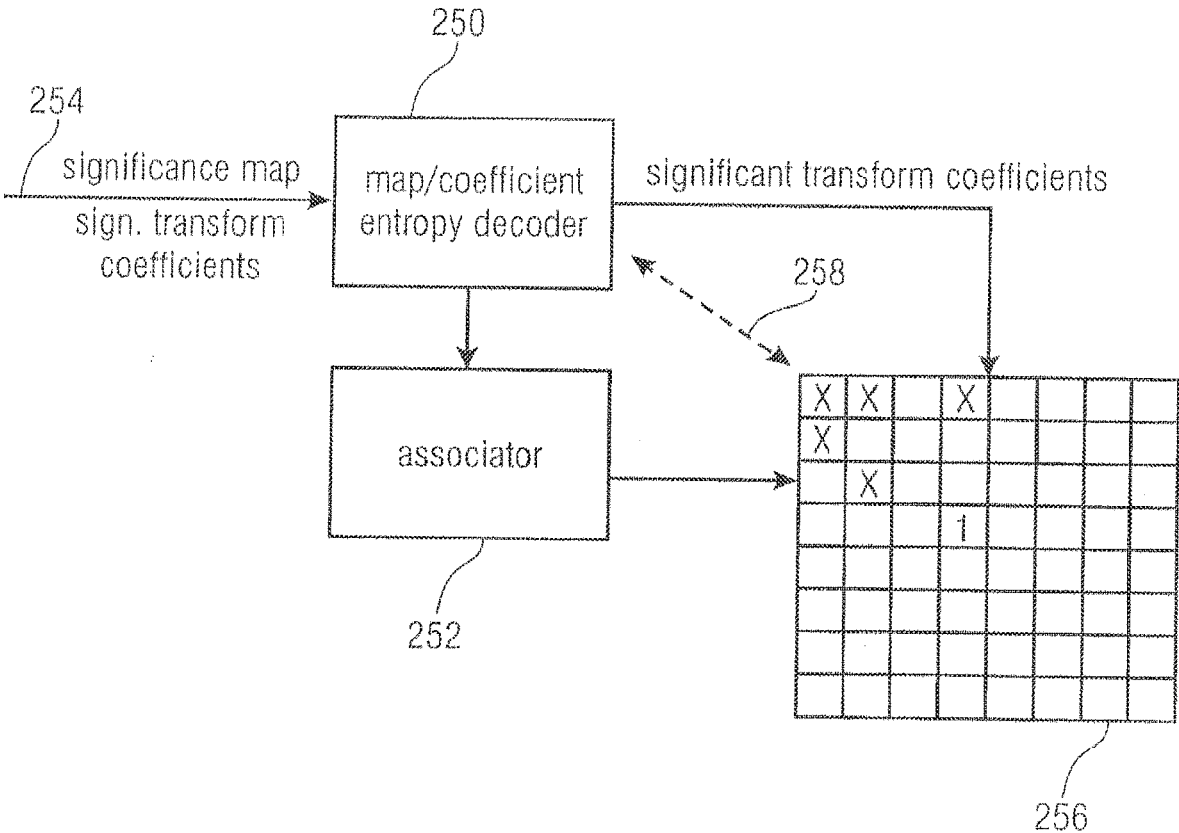 250
254
significance map
sign. transform
coefficients
map/coefficient
entropy decoder
significant transform coefficients
258
associator
X X X
X
X
1
252
256